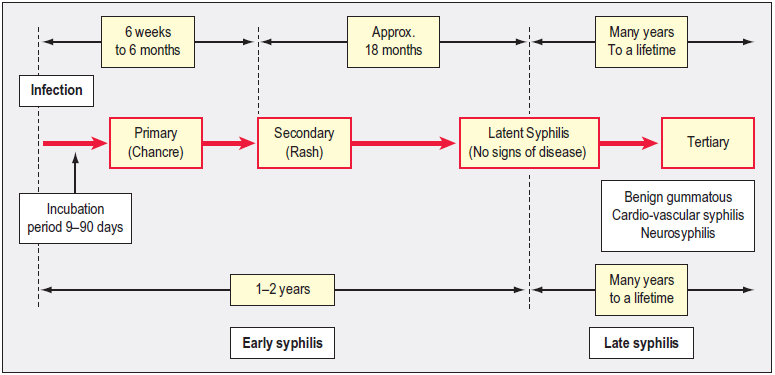 6 weeks
to 6 months
Approx.
18 months
Many years
To a lifetime
Infection
Primary
(Chancre)
Secondary
(Rash)
Latent Syphilis
(No signs of disease)
Tertiary
Incubation
period 9–90 days
Benign gummatous
Cardio-vascular syphilis
Neurosyphilis
1–2 years
Many years
to a lifetime
Early syphilis
Late syphilis